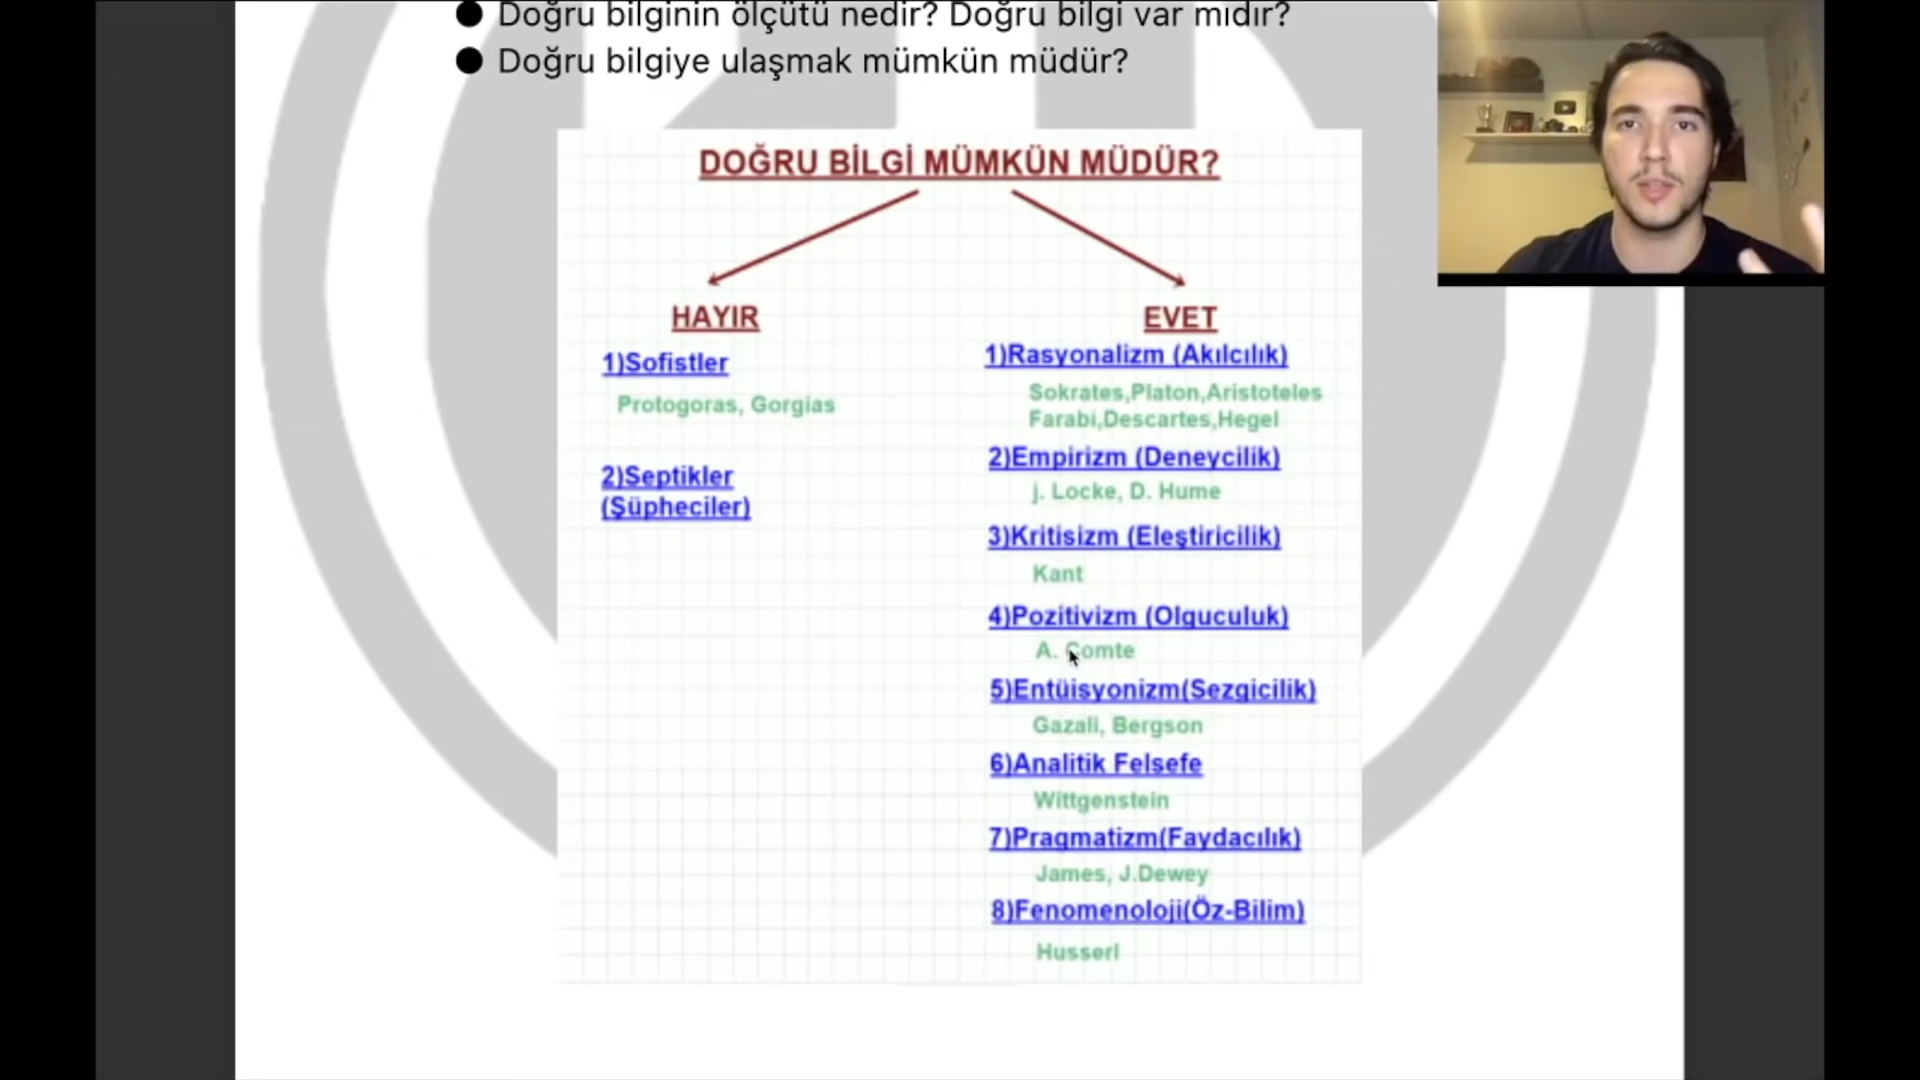 ● Doğru bilginin ölçütü nedir? Doğru bilgi var mıdır?
● Doğru bilgiye ulaşmak mümkün müdür?
DOĞRU BİLGİ MÜMKÜN MÜDÜR?
HAYIR
1)Sofistler
Protogoras, Gorgias
2)Septikler
(Şüpheciler)
EVET
1)Rasyonalizm (Akılcılık)
Sokrates,Platon,Aristoteles
Farabi,Descartes,Hegel
2)Empirizm (Deneycilik)
j. Locke, D. Hume
3)Kritisizm (Eleştiricilik)
Kant
4)Pozitivizm (Olguculuk)
A. Comte
5)Entüisyonizm(Sezgicilik)
Gazali, Bergson
6)Analitik Felsefe
Wittgenstein
7)Pragmatizm(Faydacılık)
James, J.Dewey
8)Fenomenoloji(Öz-Bilim)
Husserl